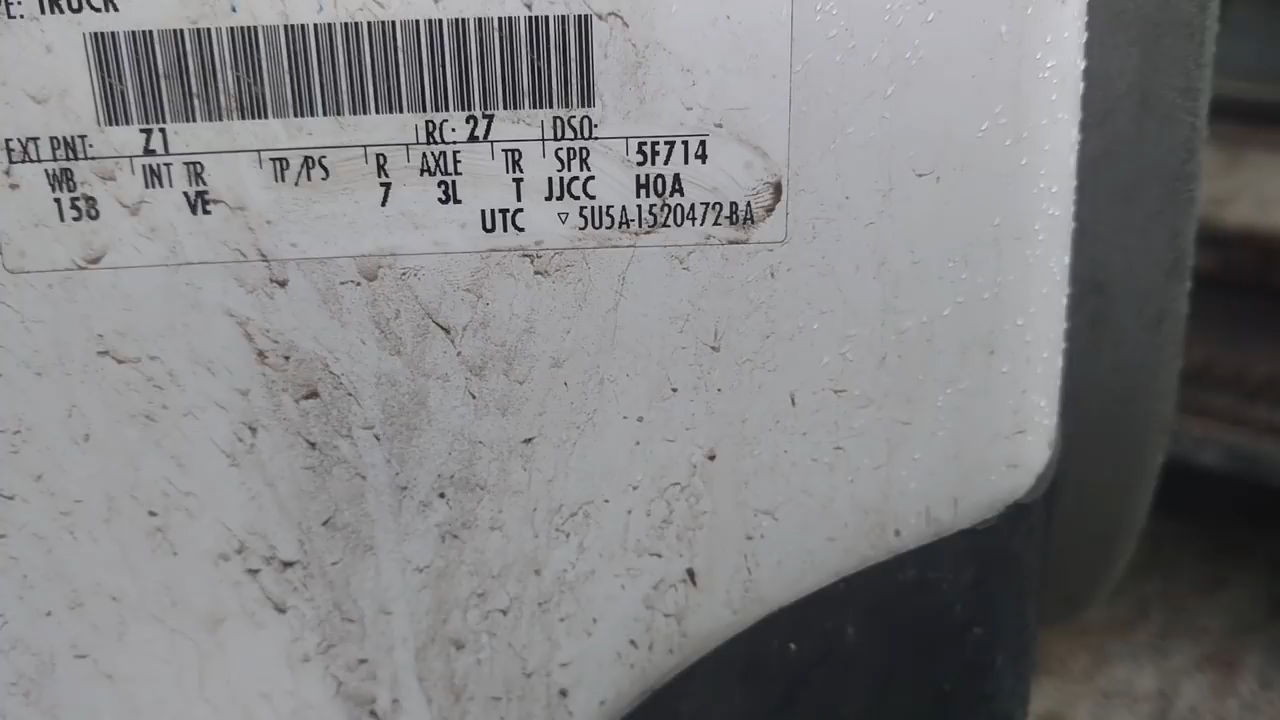 E: TRUCK
EXT PNT: Z1 RC: 27 DSO:
WB INT TR TP/PS R AXLE TR SPR 5F714
158 VE 7 3L T JJCC H0A
UTC ▽ 5U5A-1520472-BA